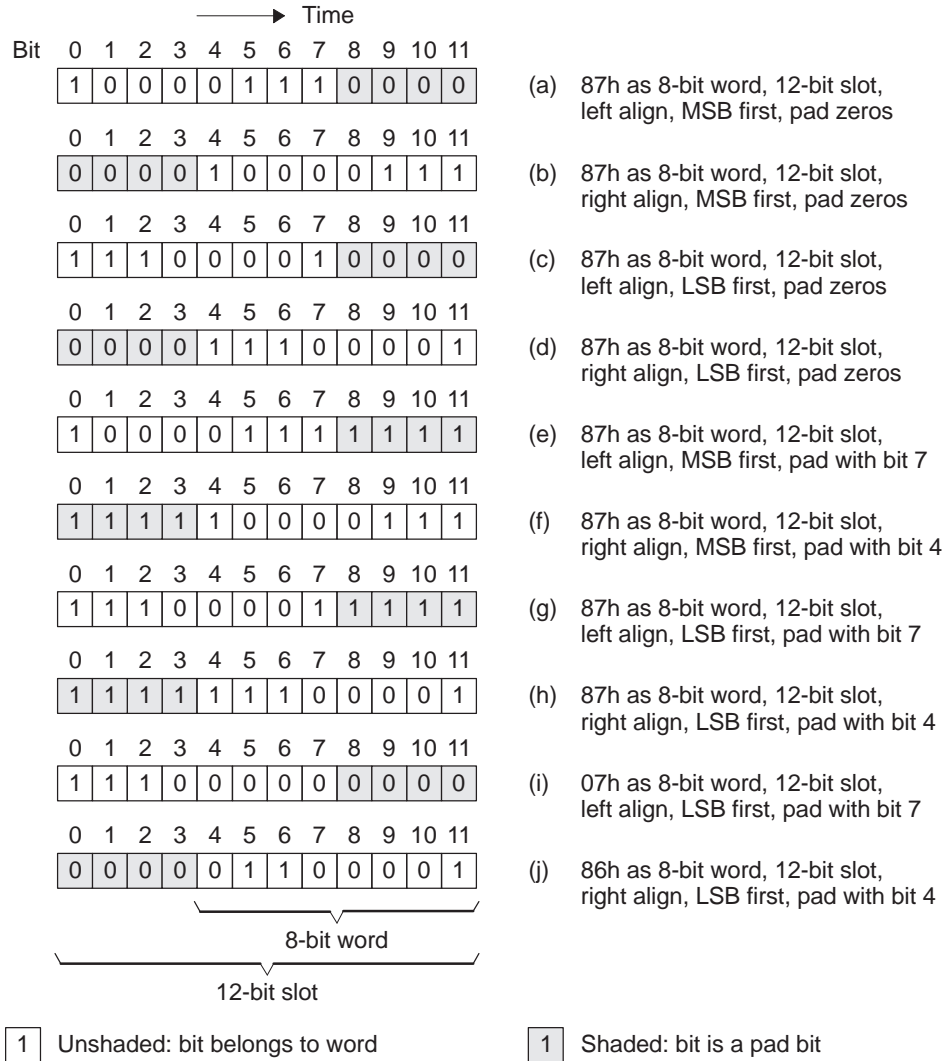 Time
Bit 0 1 2 3 4 5 6 7 8 9 10 11
1 0 0 0 0 1 1 1 0 0 0 0
(a) 87h as 8-bit word, 12-bit slot,
left align, MSB first, pad zeros
0 1 2 3 4 5 6 7 8 9 10 11
0 0 0 0 1 0 0 0 0 1 1 1
(b) 87h as 8-bit word, 12-bit slot,
right align, MSB first, pad zeros
0 1 2 3 4 5 6 7 8 9 10 11
1 1 1 0 0 0 0 1 0 0 0 0
(c) 87h as 8-bit word, 12-bit slot,
left align, LSB first, pad zeros
0 1 2 3 4 5 6 7 8 9 10 11
0 0 0 0 1 1 1 0 0 0 0 1
(d) 87h as 8-bit word, 12-bit slot,
right align, LSB first, pad zeros
0 1 2 3 4 5 6 7 8 9 10 11
1 0 0 0 0 1 1 1 1 1 1 1
(e) 87h as 8-bit word, 12-bit slot,
left align, MSB first, pad with bit 7
0 1 2 3 4 5 6 7 8 9 10 11
1 1 1 1 1 0 0 0 0 1 1 1
(f) 87h as 8-bit word, 12-bit slot,
right align, MSB first, pad with bit 4
0 1 2 3 4 5 6 7 8 9 10 11
1 1 1 0 0 0 0 1 1 1 1 1
(g) 87h as 8-bit word, 12-bit slot,
left align, LSB first, pad with bit 7
0 1 2 3 4 5 6 7 8 9 10 11
1 1 1 1 1 1 1 0 0 0 0 1
(h) 87h as 8-bit word, 12-bit slot,
right align, LSB first, pad with bit 4
0 1 2 3 4 5 6 7 8 9 10 11
1 1 1 0 0 0 0 0 0 0 0 0
(i) 07h as 8-bit word, 12-bit slot,
left align, LSB first, pad with bit 7
0 1 2 3 4 5 6 7 8 9 10 11
0 0 0 0 0 1 1 0 0 0 0 1
(j) 86h as 8-bit word, 12-bit slot,
right align, LSB first, pad with bit 4
8-bit word
12-bit slot
1 Unshaded: bit belongs to word
1 Shaded: bit is a pad bit